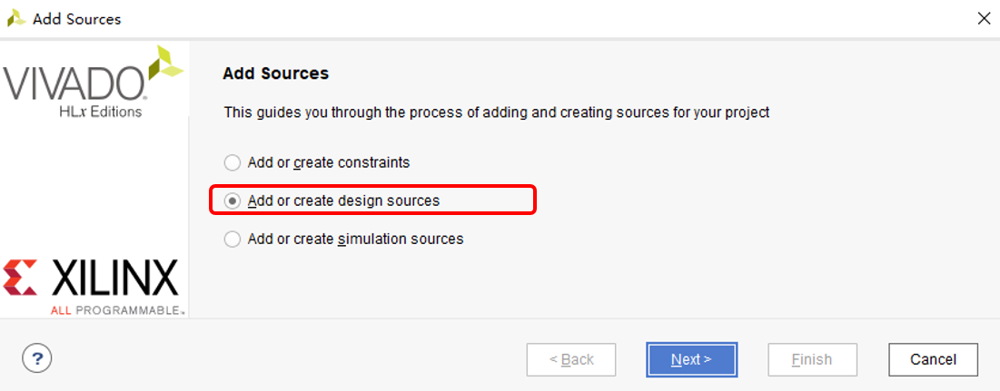 Add Sources
VIVADO
HLx Editions
Add Sources
This guides you through the process of adding and creating sources for your project
Add or create constraints
Add or create design sources
Add or create simulation sources
XILINX
ALL PROGRAMMABLE™
?
< Back
Next >
Finish
Cancel